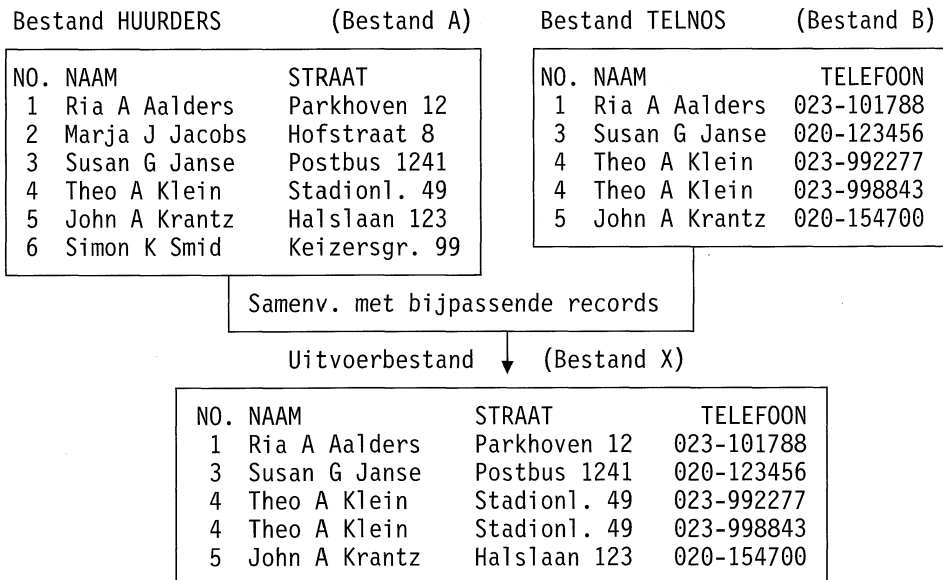 Bestand HUURDERS (Bestand A)
NO. NAAM STRAAT
1 Ria A Aalders Parkhoven 12
2 Marja J Jacobs Hofstraat 8
3 Susan G Janse Postbus 1241
4 Theo A Klein Stadionl. 49
5 John A Krantz Halslaan 123
6 Simon K Smid Keizersgr. 99
Bestand TELNOS (Bestand B)
NO. NAAM TELEFOON
1 Ria A Aalders 023-101788
3 Susan G Janse 020-123456
4 Theo A Klein 023-992277
4 Theo A Klein 023-998843
5 John A Krantz 020-154700
Samenv. met bijpassende records
Uitvoerbestand (Bestand X)
NO. NAAM STRAAT TELEFOON
1 Ria A Aalders Parkhoven 12 023-101788
3 Susan G Janse Postbus 1241 020-123456
4 Theo A Klein Stadionl. 49 023-992277
4 Theo A Klein Stadionl. 49 023-998843
5 John A Krantz Halslaan 123 020-154700